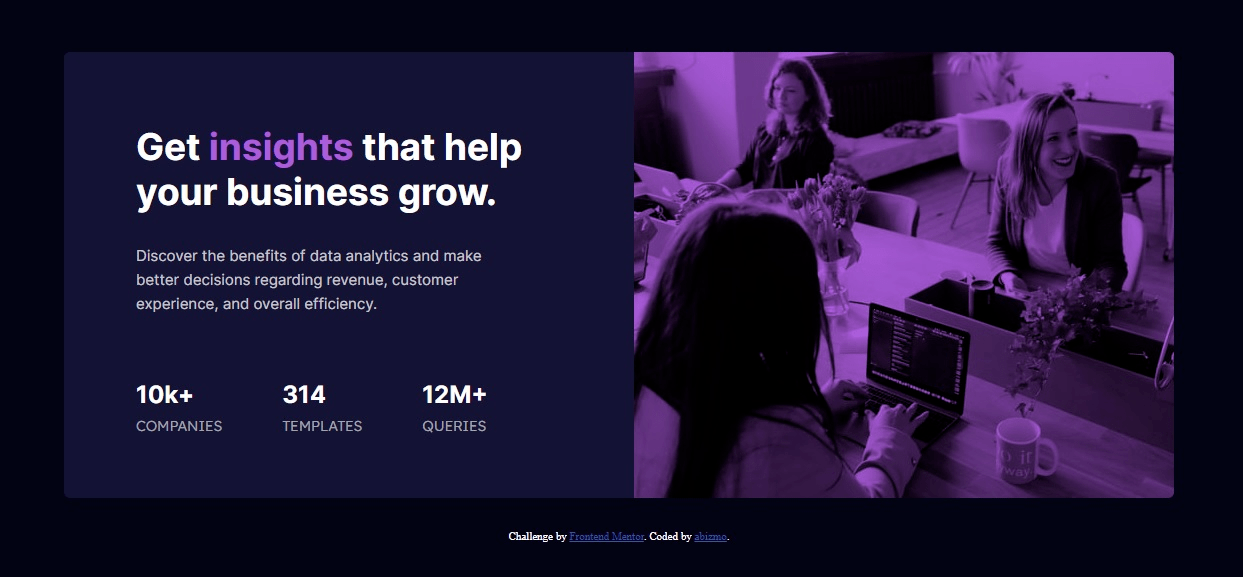 Get insights that help
your business grow.
Discover the benefits of data analytics and make
better decisions regarding revenue, customer
experience, and overall efficiency.
10k+ 314 12M+
COMPANIES TEMPLATES QUERIES
Challenge by Frontend Mentor. Coded by abizmo.